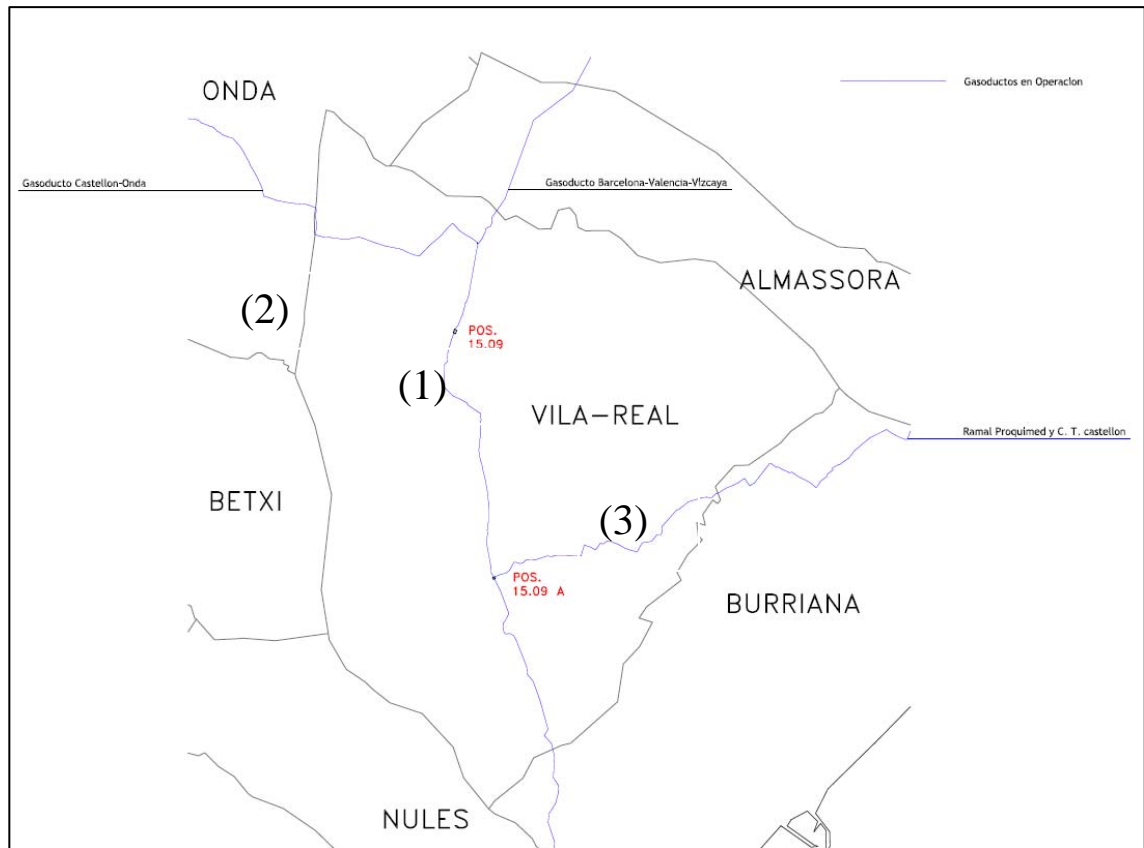 ONDA
Gasoductos en Operacion
Gasoducto Castellon-Onda
Gasoducto Barcelona-Valencia-Vizcaya
ALMASSORA
(2)
POS.
15.09
(1)
VILA-REAL
Ramal Proquimed y C. T. castellon
BETXI
(3)
POS.
15.09 A
BURRIANA
NULES